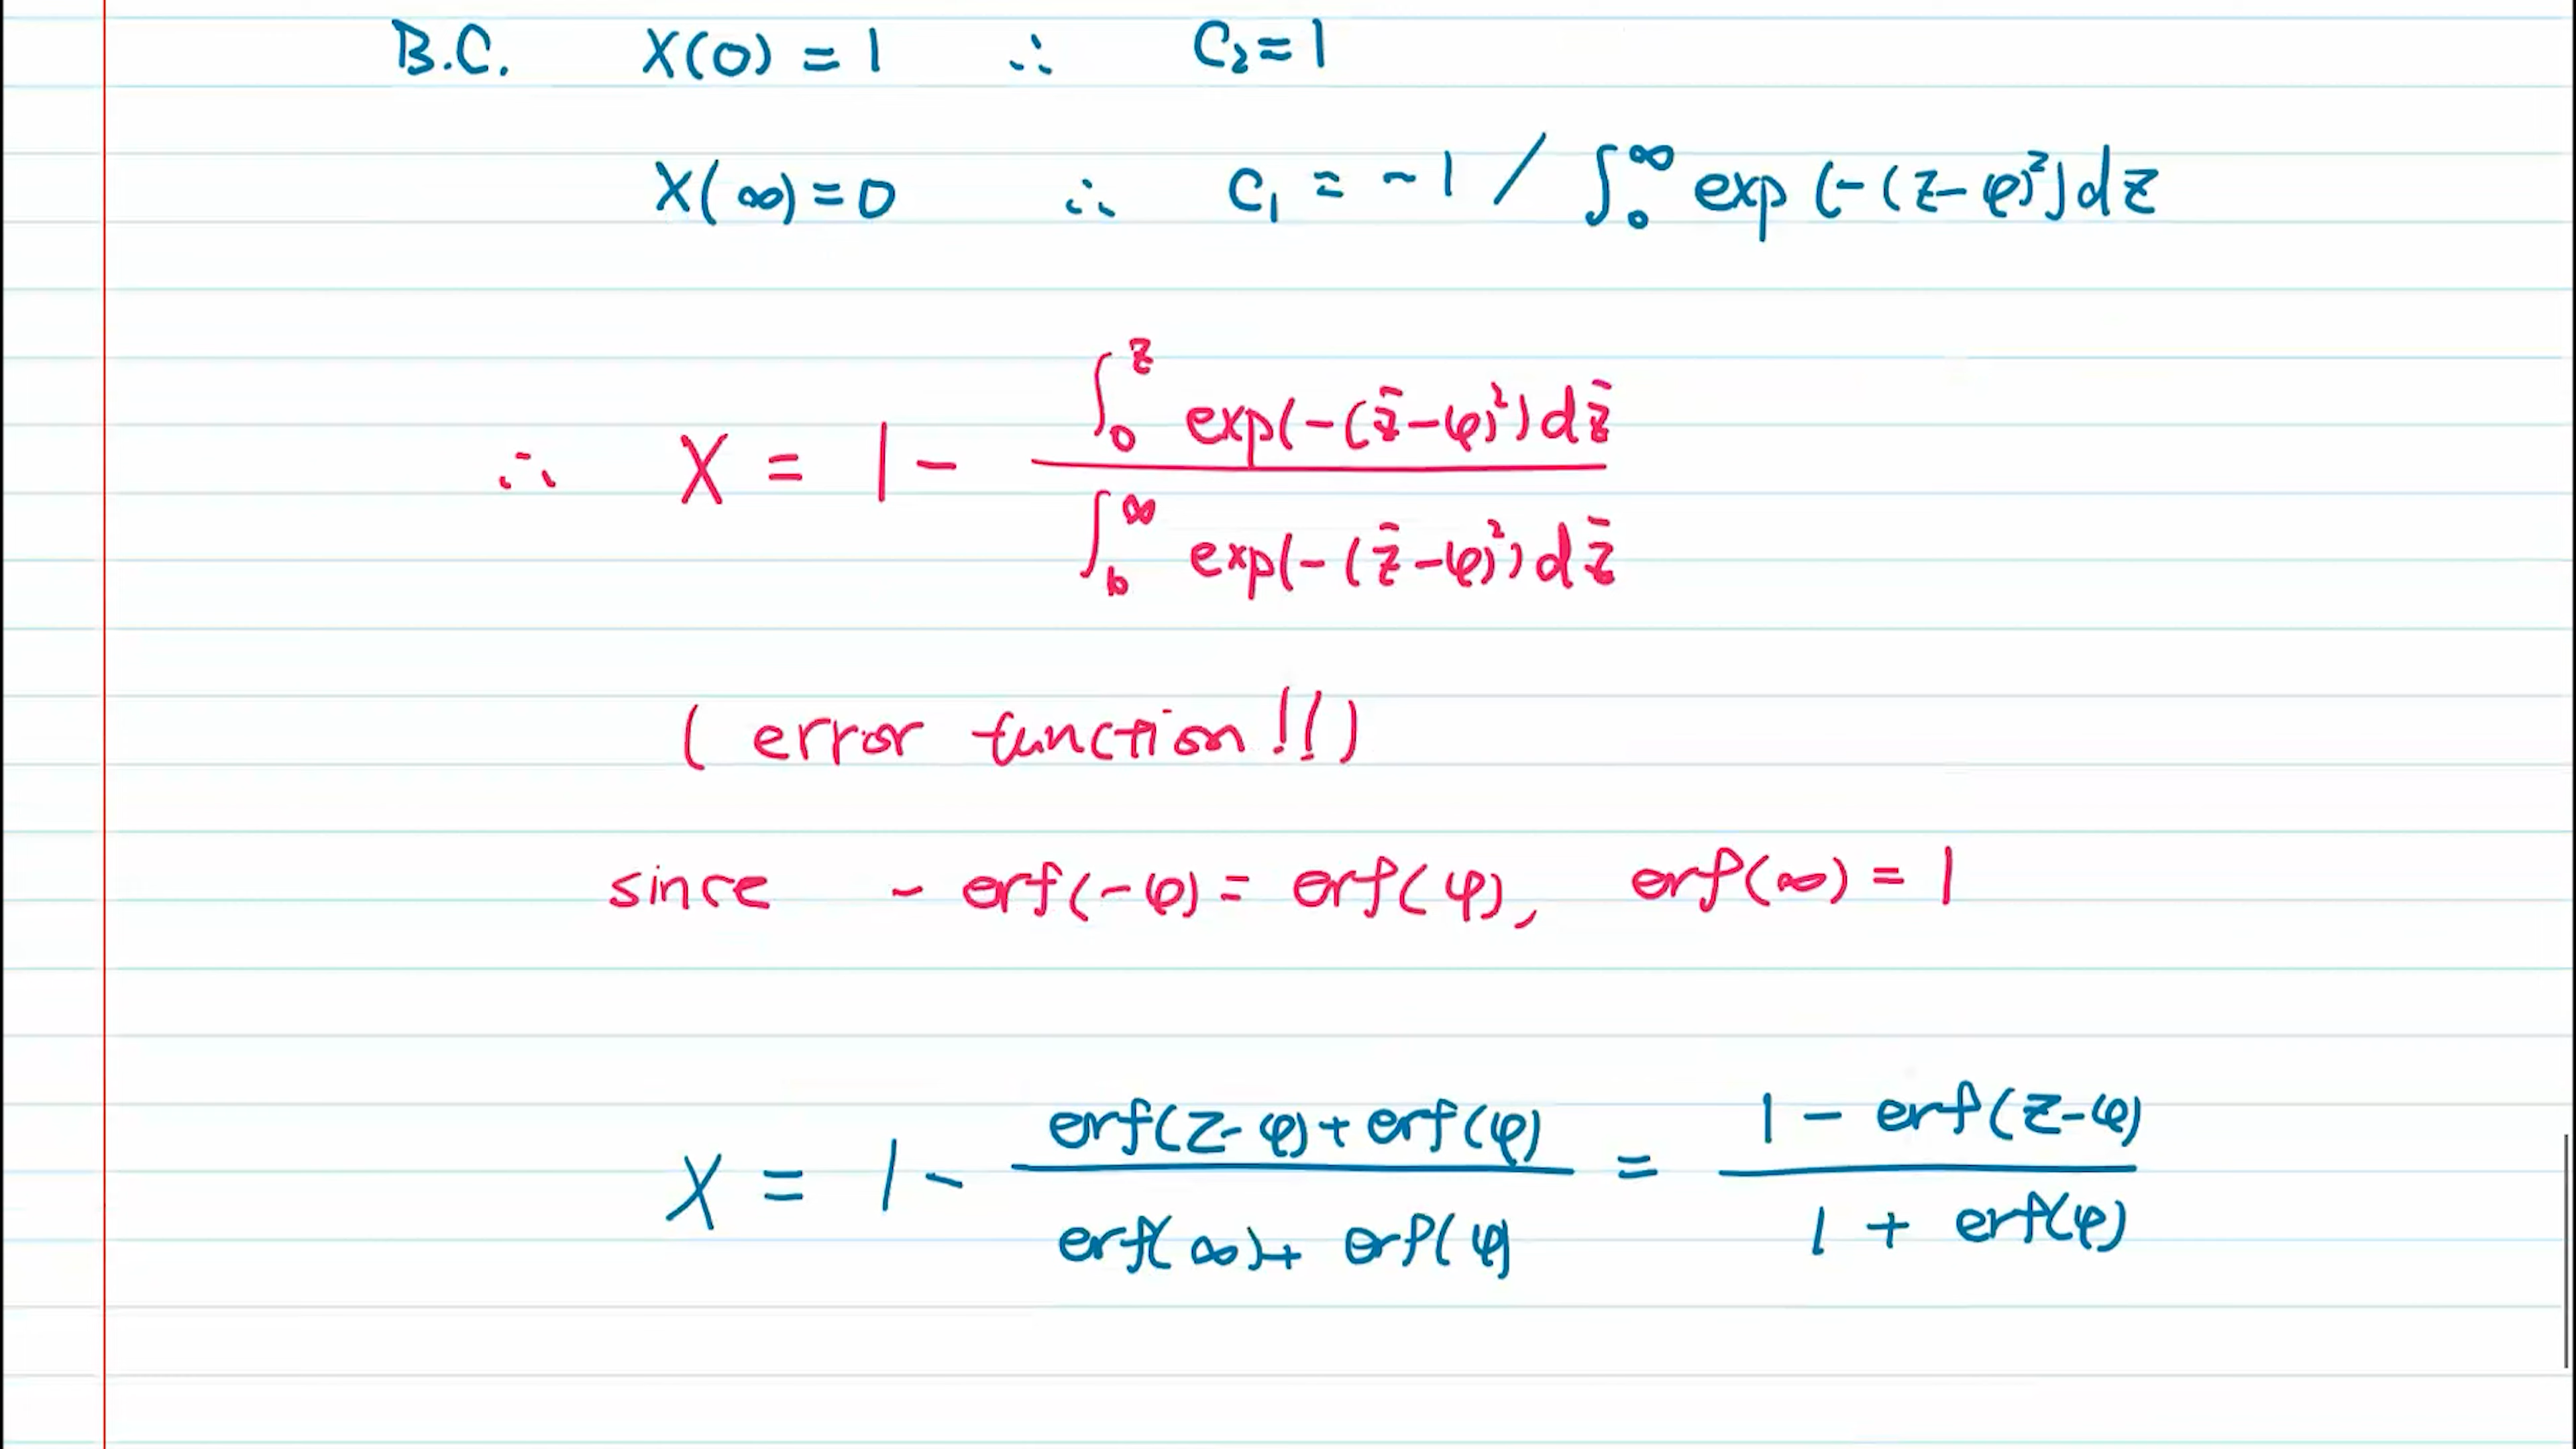 B.C. X(0) = 1 ∴ C₂ = 1
X(∞) = 0 ∴ C₁ = -1 / ∫₀^∞ exp(-(z-φ)²)dz
∴ X = 1 - ∫₀^z exp(-(z̄-φ)²)dz̄ / ∫₀^∞ exp(-(z̄-φ)²)dz̄
(error function!!)
since - erf(-φ) = erf(φ), erf(∞) = 1
X = 1 - (erf(z-φ)+erf(φ)) / (erf(∞)+ erf(φ)) = (1 - erf(z-φ)) / (1 + erf(φ))